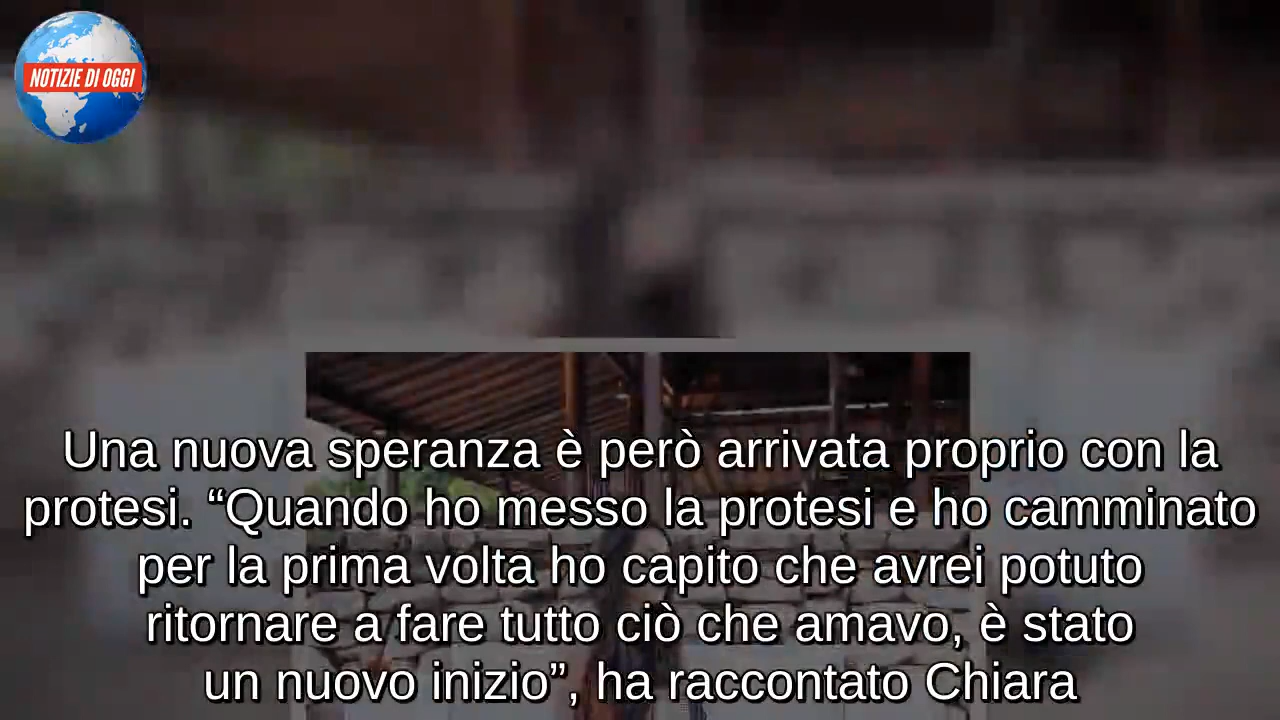 NOTIZIE DI OGGI
Una nuova speranza è però arrivata proprio con la
protesi. “Quando ho messo la protesi e ho camminato
per la prima volta ho capito che avrei potuto
ritornare a fare tutto ciò che amavo, è stato
un nuovo inizio”, ha raccontato Chiara